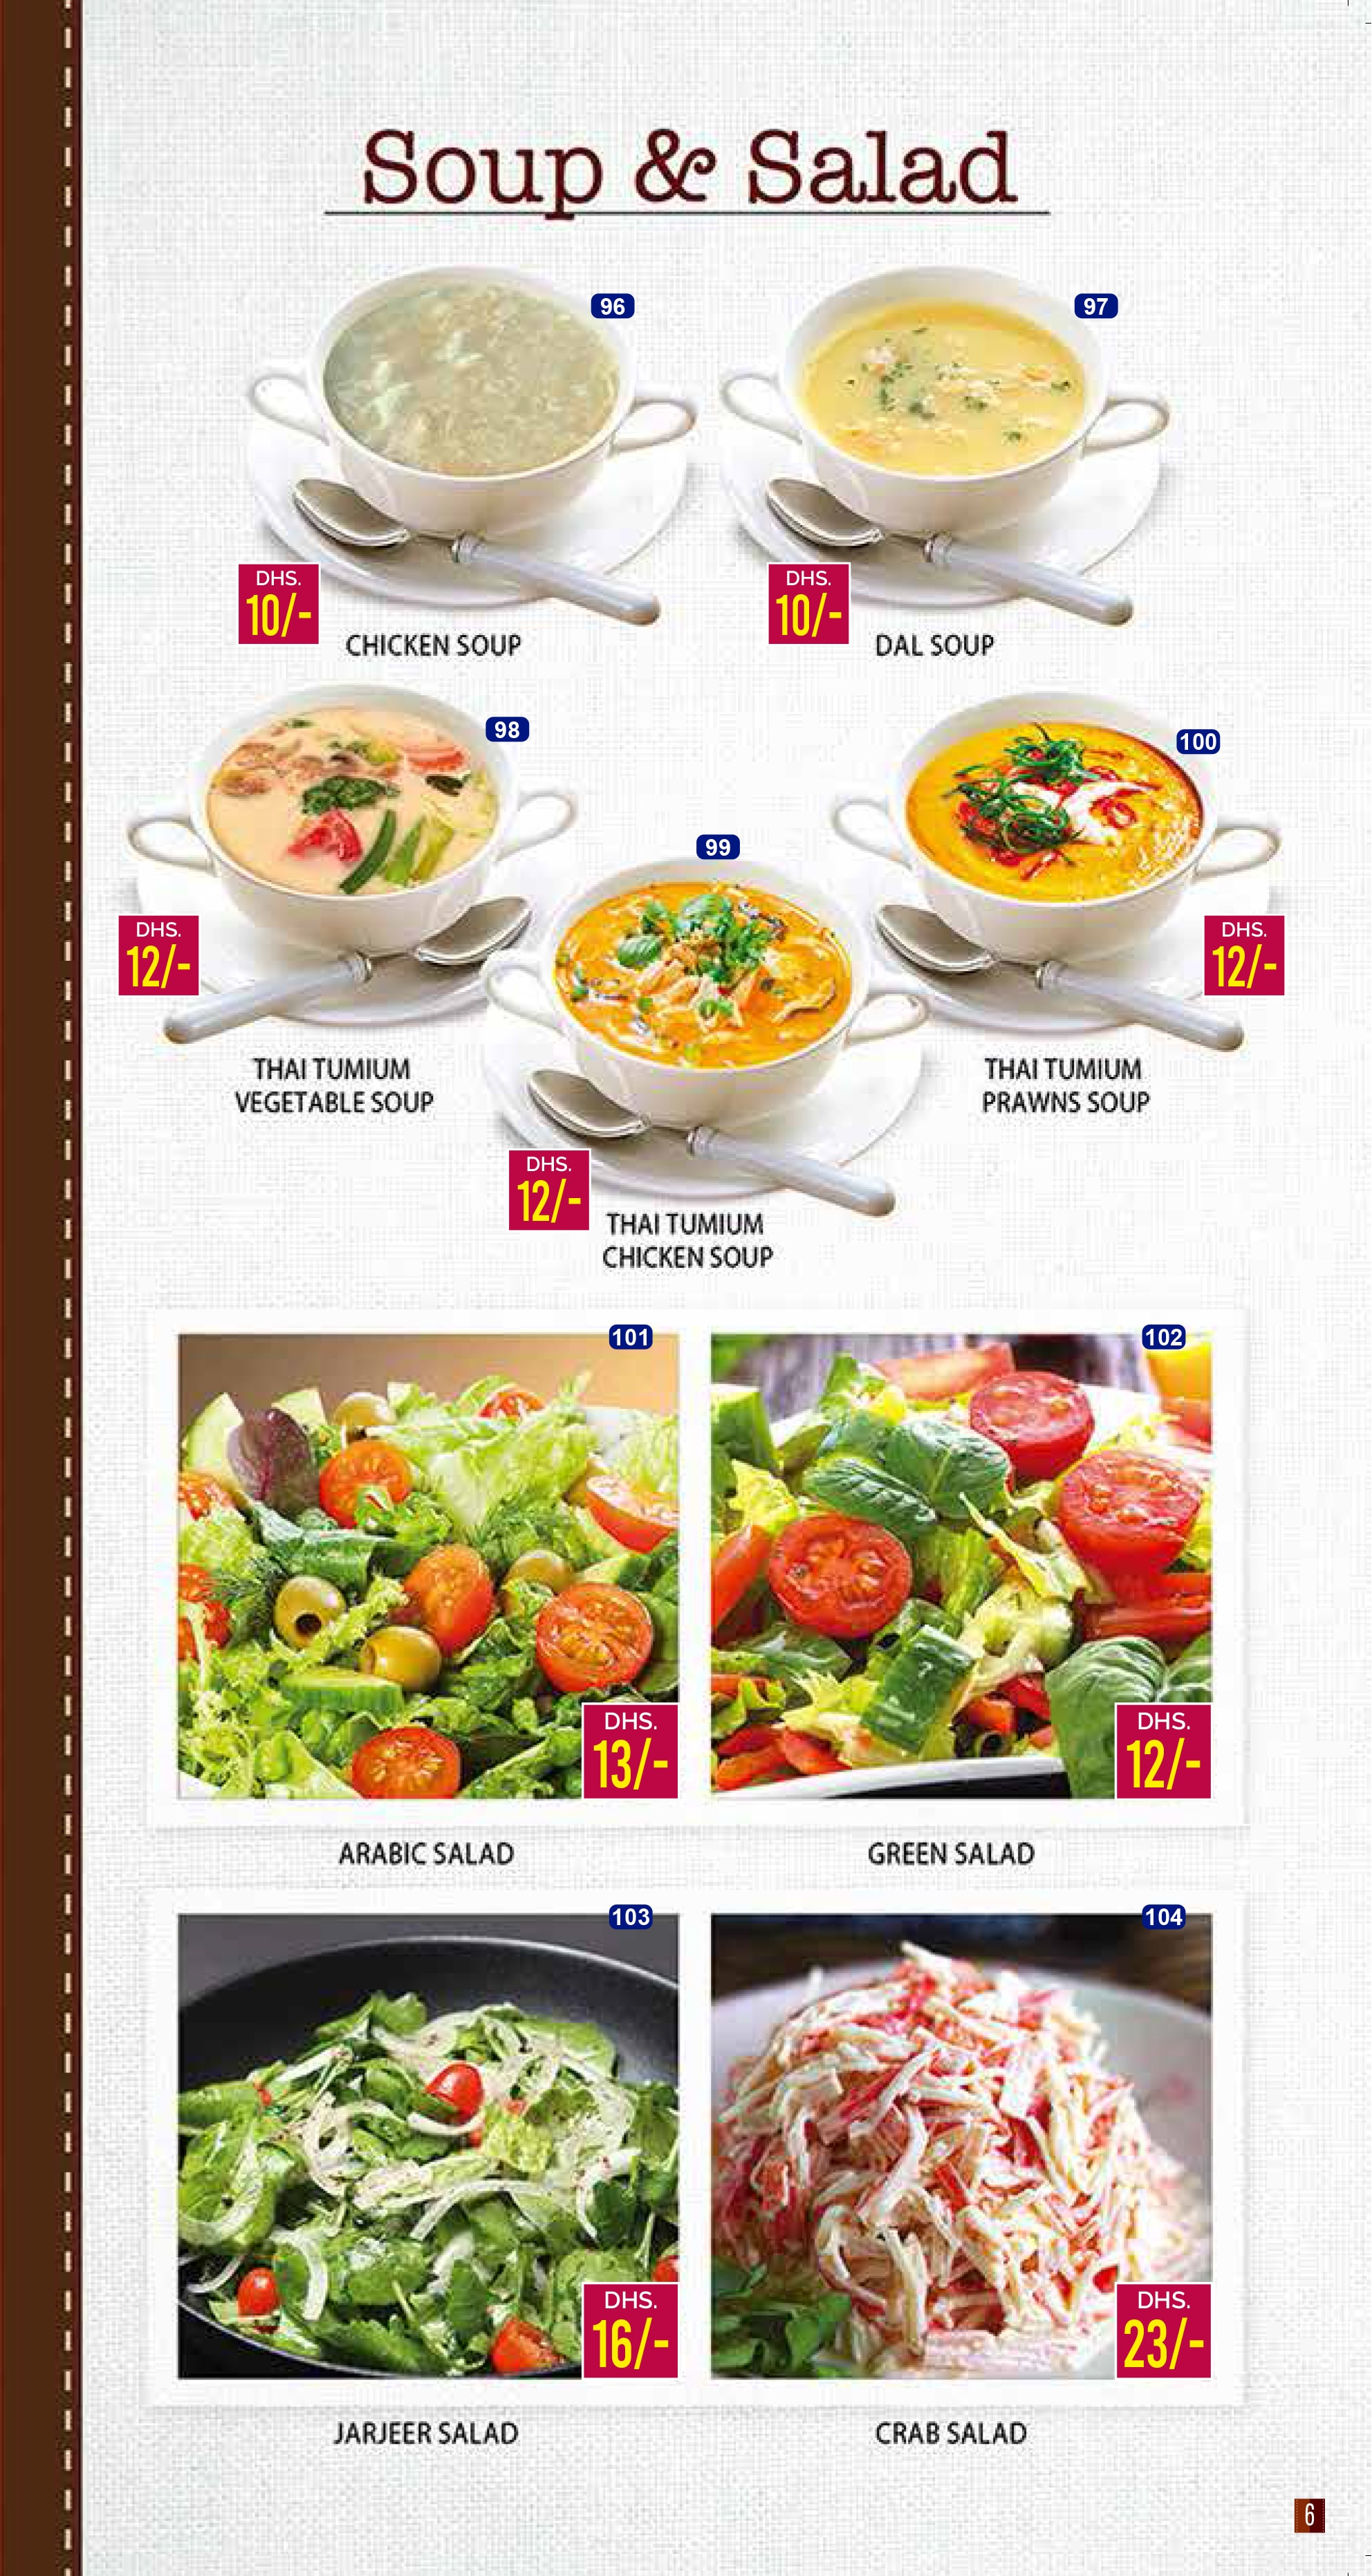 Soup & Salad
96
97
DHS.
10/-
CHICKEN SOUP
DHS.
10/-
DAL SOUP
98
99
100
DHS.
12/-
THAI TUMIUM
VEGETABLE SOUP
DHS.
12/-
THAI TUMIUM
CHICKEN SOUP
DHS.
12/-
THAI TUMIUM
PRAWNS SOUP
101
DHS.
13/-
ARABIC SALAD
102
DHS.
12/-
GREEN SALAD
103
DHS.
16/-
JARJEER SALAD
104
DHS.
23/-
CRAB SALAD
6